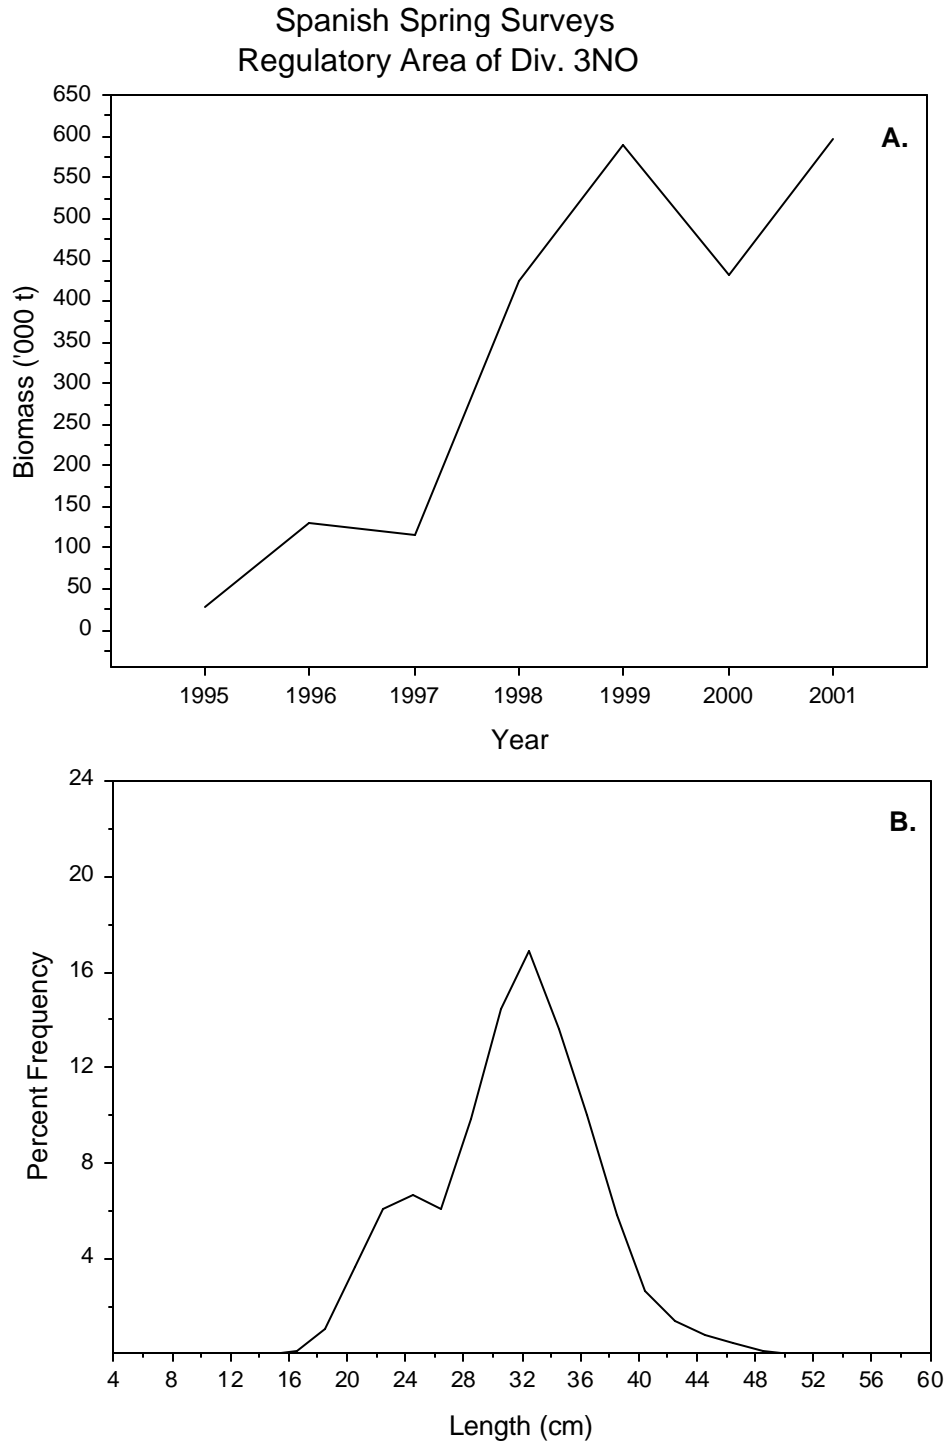 Spanish Spring Surveys
Regulatory Area of Div. 3NO
A.
650
600
550
500
450
400
350
300
250
200
150
100
50
0
Biomass ('000 t)
1995 1996 1997 1998 1999 2000 2001
Year
B.
24
20
16
12
8
4
Percent Frequency
4 8 12 16 20 24 28 32 36 40 44 48 52 56 60
Length (cm)